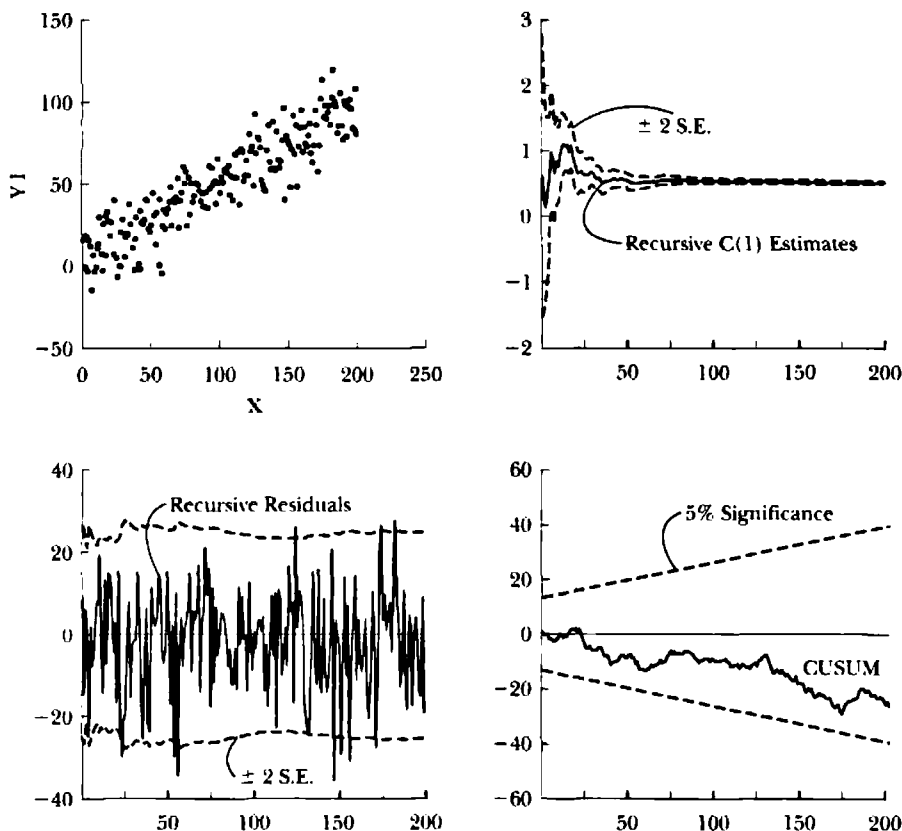 150
100
50
0
−50
Y1
0 50 100 150 200 250
X
3
2
1
0
−1
−2
± 2 S.E.
Recursive C(1) Estimates
50 100 150 200
40
20
0
−20
−40
Recursive Residuals
± 2 S.E.
50 100 150 200
60
40
20
0
−20
−40
−60
5% Significance
CUSUM
50 100 150 200